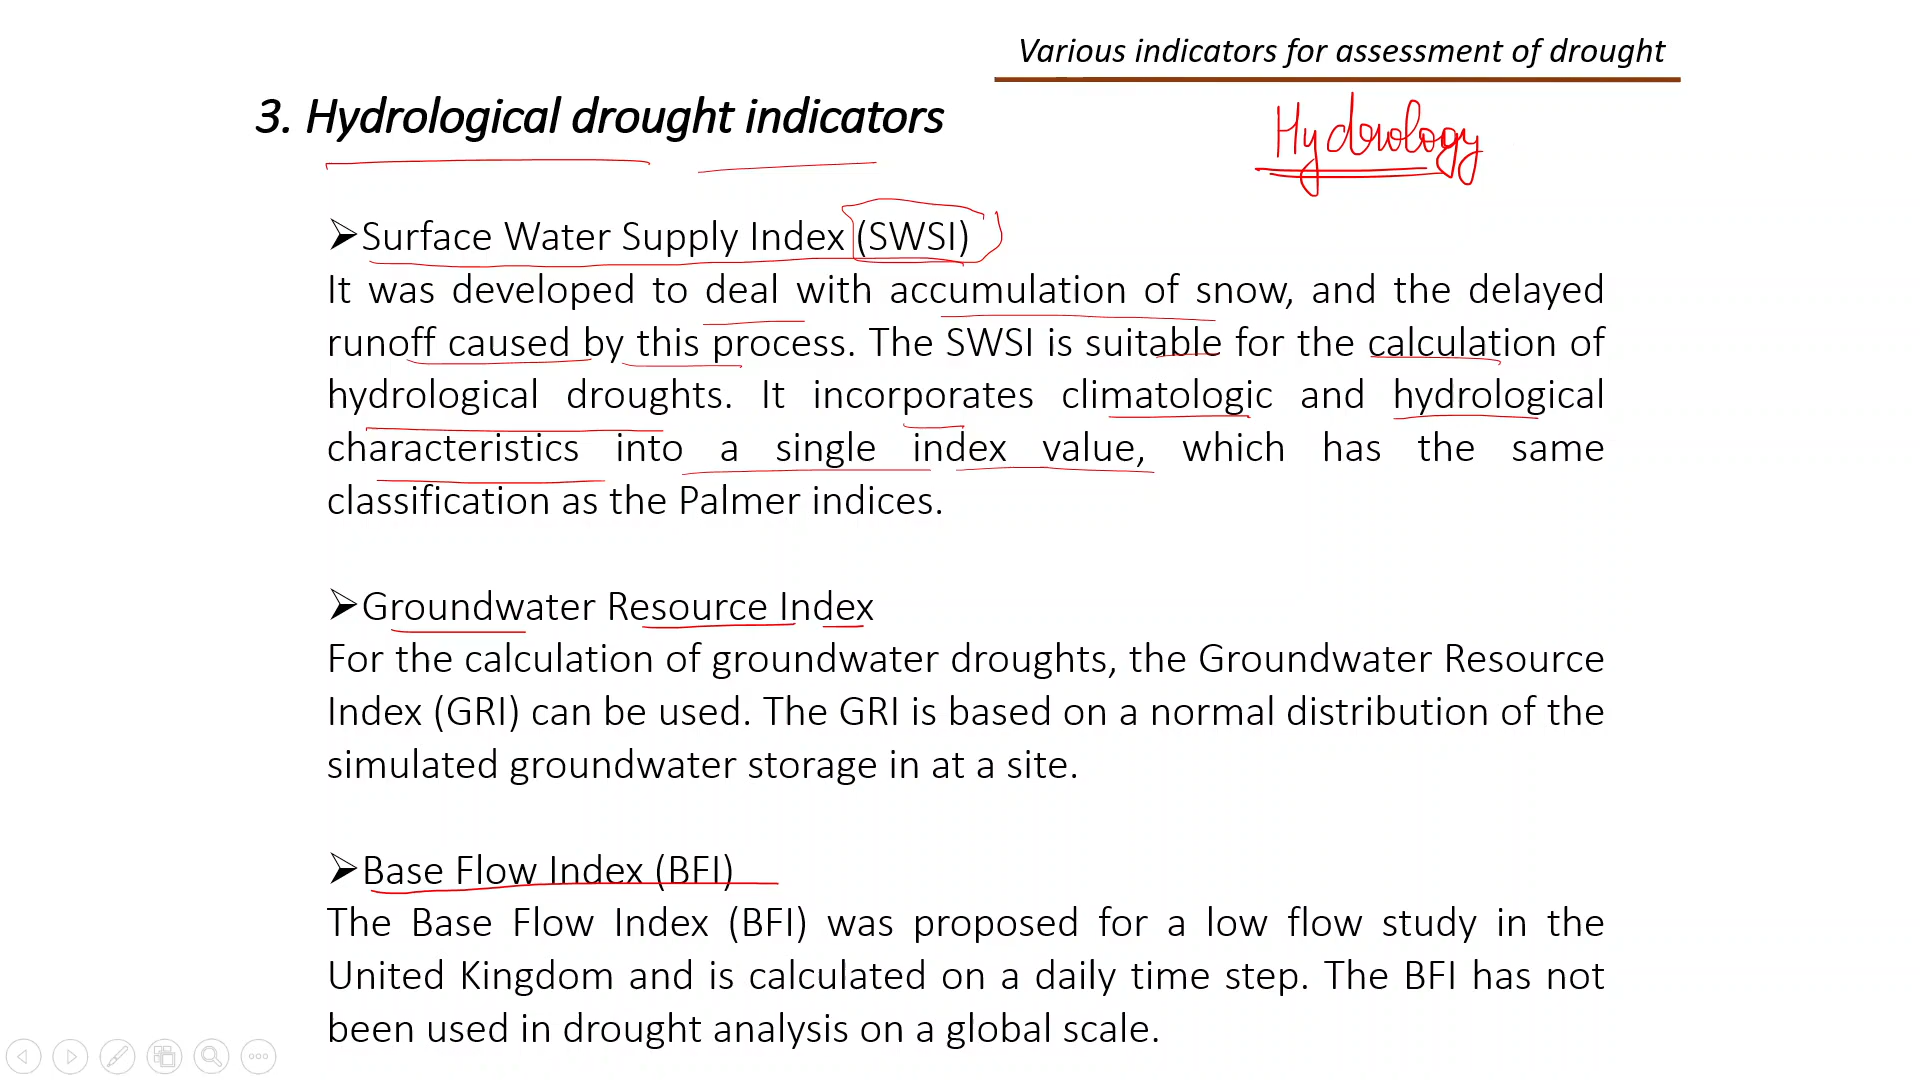 Various indicators for assessment of drought
3. Hydrological drought indicators
Hydrology
➢Surface Water Supply Index (SWSI)
It was developed to deal with accumulation of snow, and the delayed
runoff caused by this process. The SWSI is suitable for the calculation of
hydrological droughts. It incorporates climatologic and hydrological
characteristics into a single index value, which has the same
classification as the Palmer indices.
➢Groundwater Resource Index
For the calculation of groundwater droughts, the Groundwater Resource
Index (GRI) can be used. The GRI is based on a normal distribution of the
simulated groundwater storage in at a site.
➢Base Flow Index (BFI)
The Base Flow Index (BFI) was proposed for a low flow study in the
United Kingdom and is calculated on a daily time step. The BFI has not
been used in drought analysis on a global scale.